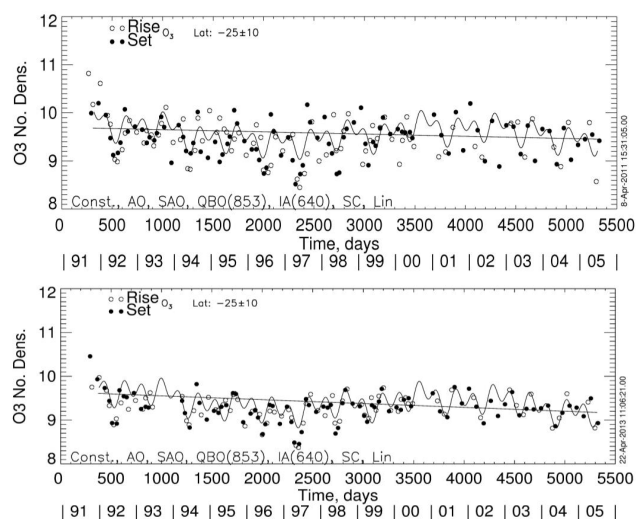 12
11
10
9
8
O3 No. Dens.
Rise O3 Lat: -25±10
Set
Const., AO, SAO, QBO(853), IA(640), SC, Lin
8-Apr-2011 15:31:05.00
0 500 1000 1500 2000 2500 3000 3500 4000 4500 5000 5500
Time, days
| 91 | 92 | 93 | 94 | 95 | 96 | 97 | 98 | 99 | 00 | 01 | 02 | 03 | 04 | 05 |
12
11
10
9
8
O3 No. Dens.
Rise O3 Lat: -25±10
Set
Const., AO, SAO, QBO(853), IA(640), SC, Lin
22-Apr-2013 11:06:21.00
0 500 1000 1500 2000 2500 3000 3500 4000 4500 5000 5500
Time, days
| 91 | 92 | 93 | 94 | 95 | 96 | 97 | 98 | 99 | 00 | 01 | 02 | 03 | 04 | 05 |